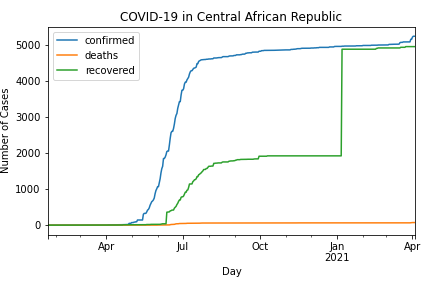 COVID-19 in Central African Republic
confirmed
deaths
recovered
Number of Cases
5000
4000
3000
2000
1000
0
Apr
Jul
Oct
Jan
2021
Apr
Day